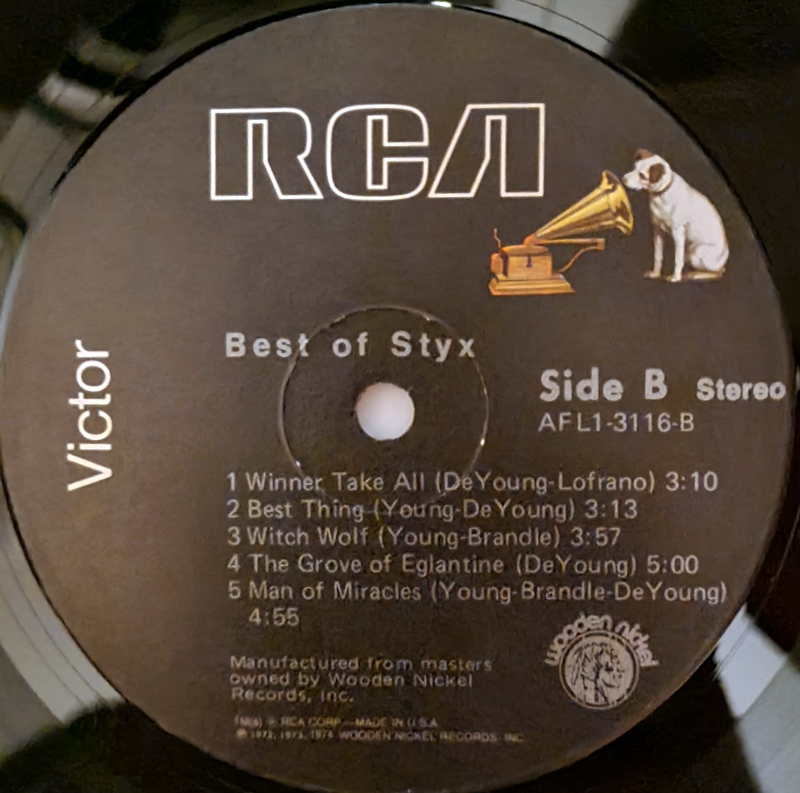 RCA
Victor
Best of Styx
Side B Stereo
AFL1-3116-B
1 Winner Take All (DeYoung-Lofrano) 3:10
2 Best Thing (Young-DeYoung) 3:13
3 Witch Wolf (Young-Brandle) 3:57
4 The Grove of Eglantine (DeYoung) 5:00
5 Man of Miracles (Young-Brandle-DeYoung)
4:55
wooden nickel
Manufactured from masters
owned by Wooden Nickel
Records, Inc.
TM(s) ® RCA CORP—MADE IN U.S.A.
℗ 1972, 1973, 1974 WOODEN NICKEL RECORDS, INC.